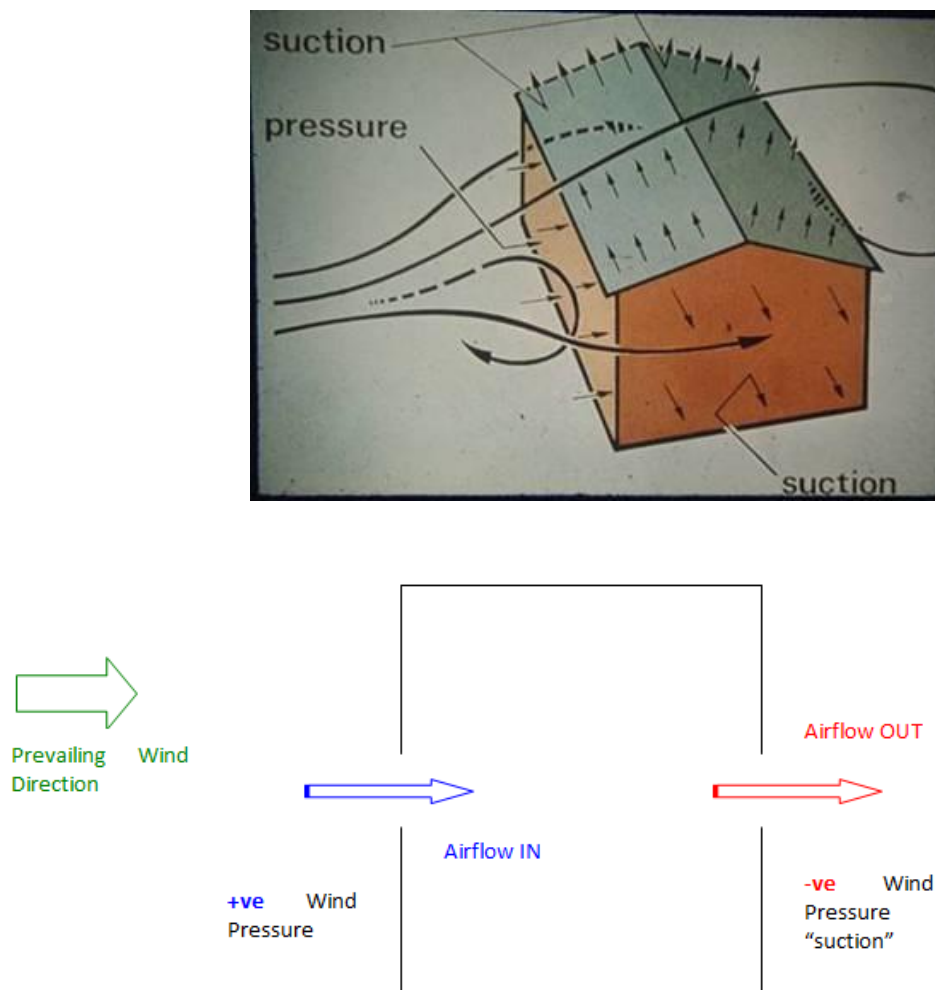 suction
pressure
suction
Airflow OUT
Prevailing Wind
Direction
Airflow IN
+ve Wind
Pressure
-ve Wind
Pressure
“suction”